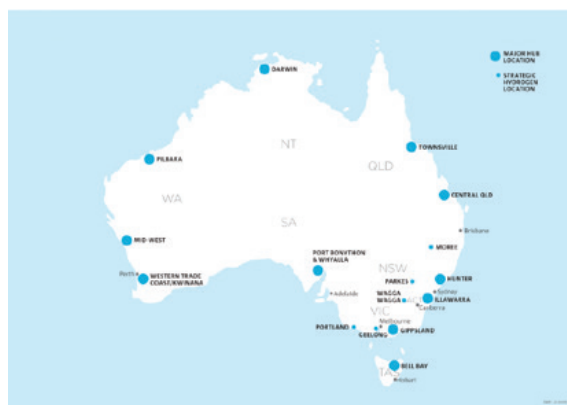 MAJOR HUB
LOCATION
STRATEGIC
HYDROGEN
LOCATION
DARWIN
NT
TOWNSVILLE
QLD
PILBARA
WA
CENTRAL QLD
SA
Brisbane
MID-WEST
MOREE
PORT BONYTHON
& WHYALLA
NSW
Perth
WESTERN TRADE
COAST/KWINANA
PARKES
HUNTER
Adelaide
WAGGA
WAGGA
Sydney
ILLAWARRA
Canberra
VIC
Melbourne
PORTLAND
GEELONG
GIPPSLAND
BELL BAY
TAS
Hobart